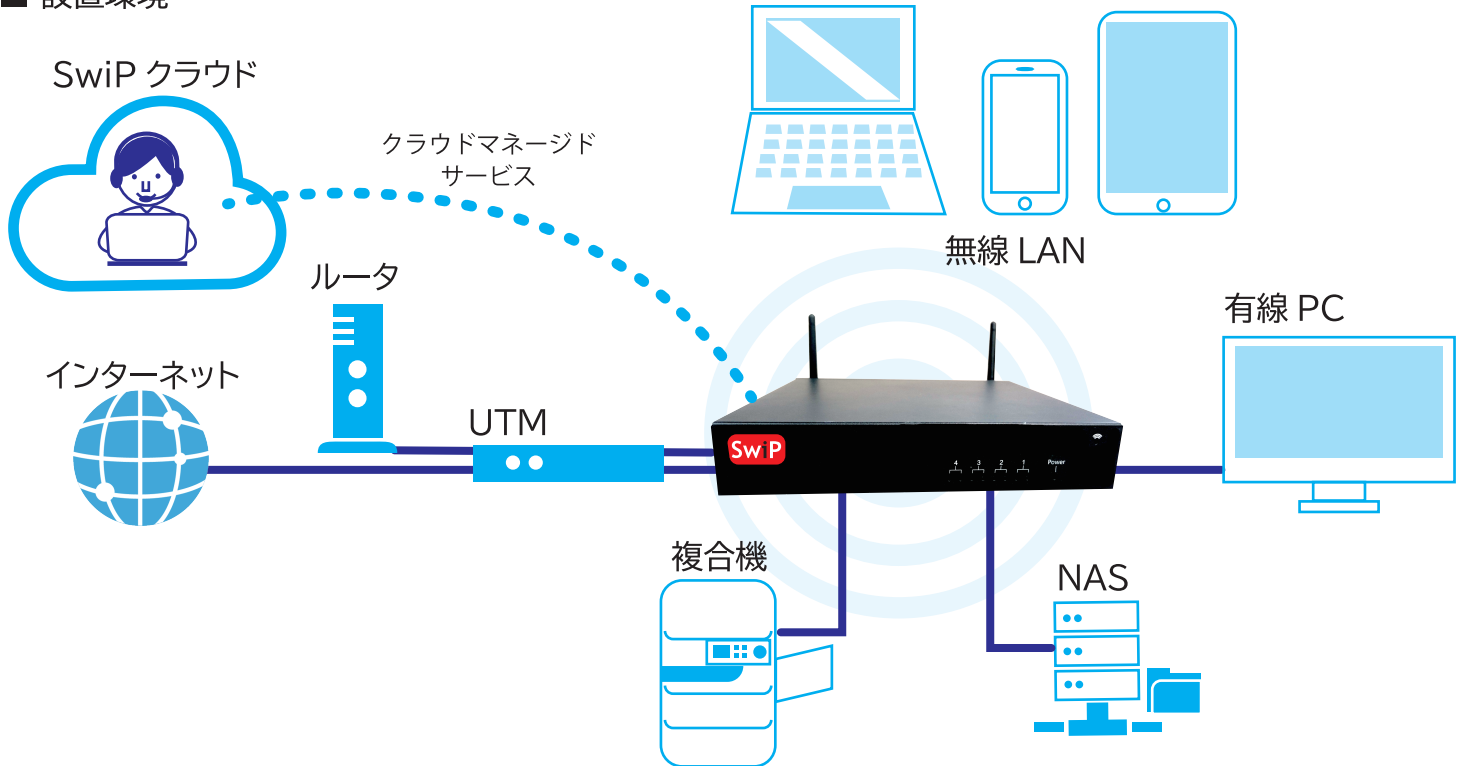 ■ 設置環境
SwiP クラウド
クラウドマネージド
サービス
無線 LAN
ルータ
有線 PC
インターネット
UTM
SwiP
4 3 2 1 Power
複合機
NAS